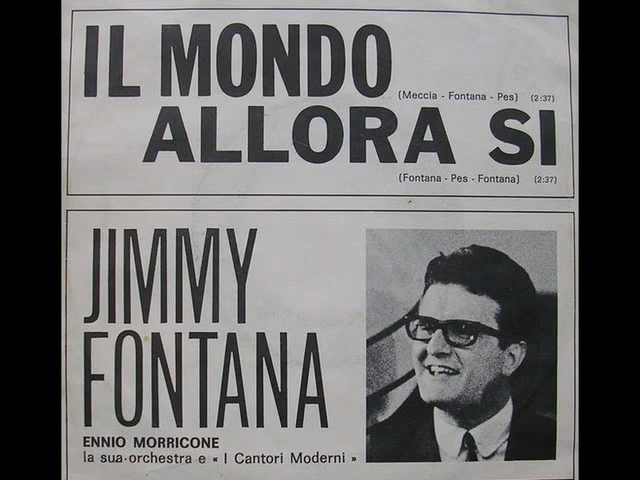 IL MONDO
(Meccia - Fontana - Pes) (2:37)
ALLORA SI
(Fontana - Pes - Fontana) (2:37)
JIMMY
FONTANA
ENNIO MORRICONE
la sua orchestra e « I Cantori Moderni »